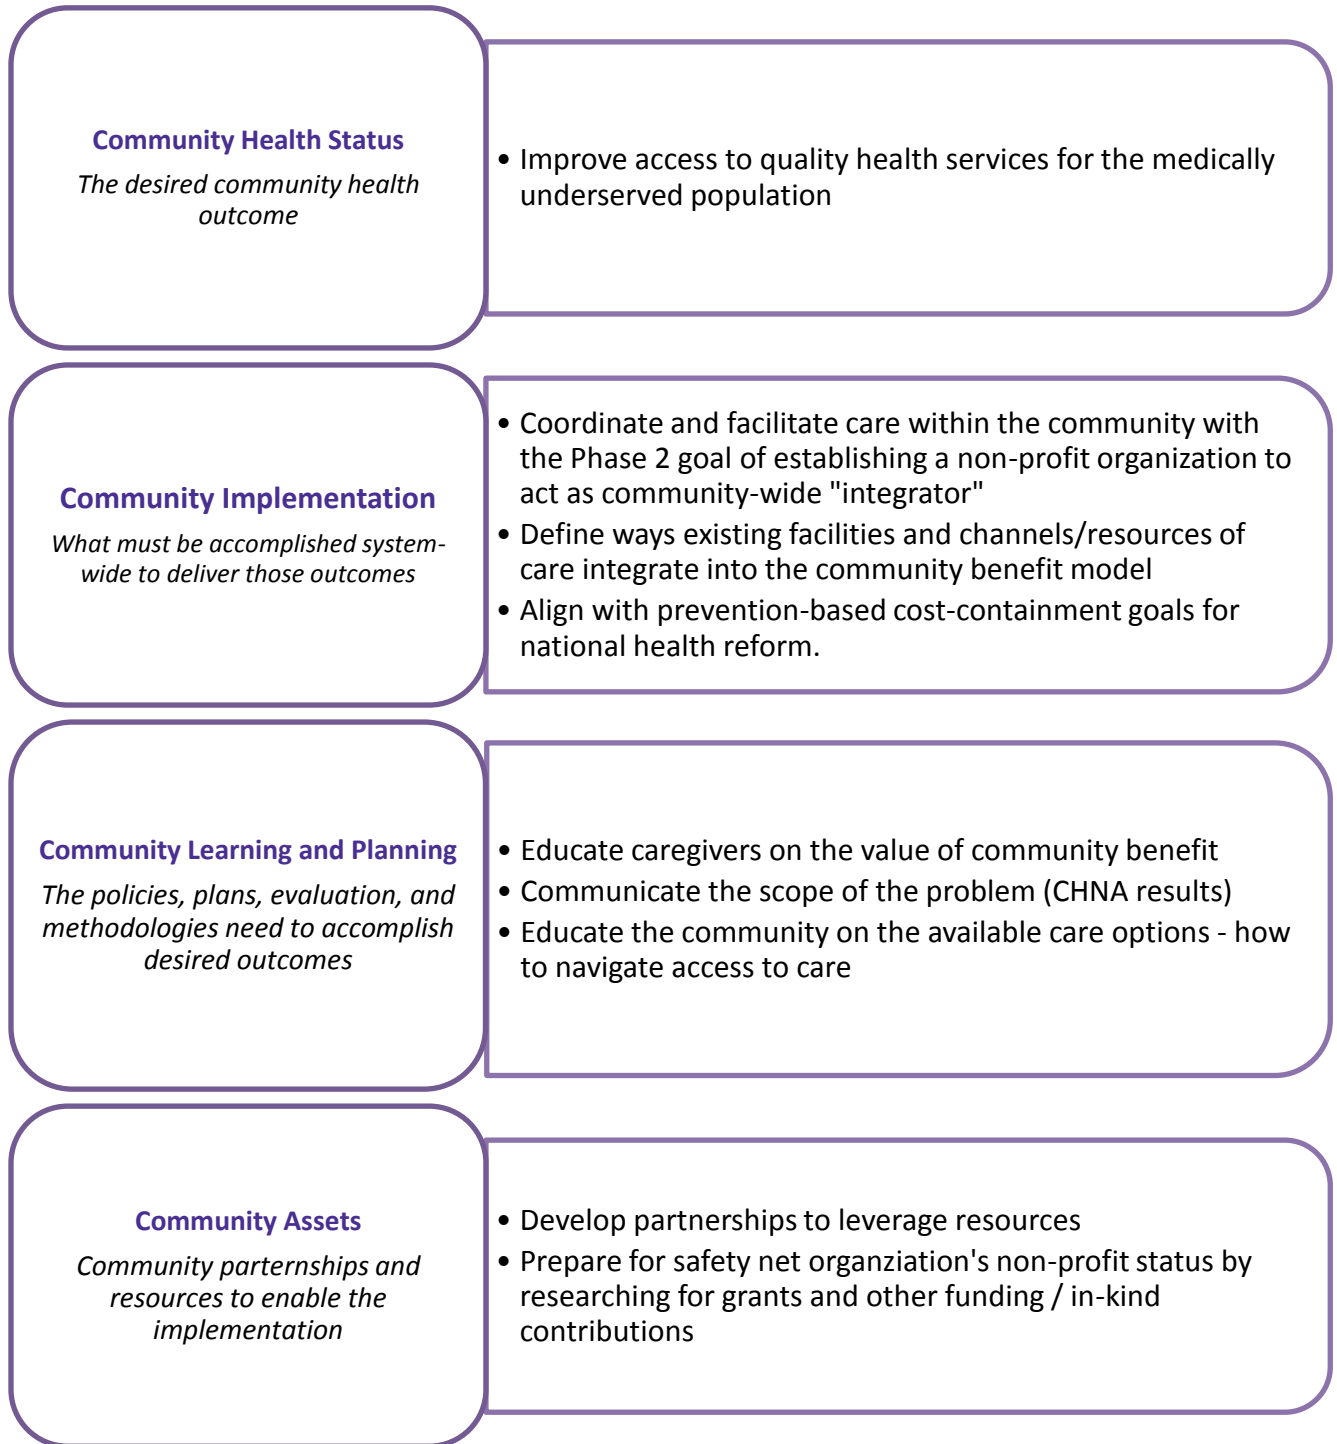 Community Health Status
The desired community health
outcome
• Improve access to quality health services for the medically
underserved population
Community Implementation
What must be accomplished system-
wide to deliver those outcomes
• Coordinate and facilitate care within the community with
the Phase 2 goal of establishing a non-profit organization to
act as community-wide "integrator"
• Define ways existing facilities and channels/resources of
care integrate into the community benefit model
• Align with prevention-based cost-containment goals for
national health reform.
Community Learning and Planning
The policies, plans, evaluation, and
methodologies need to accomplish
desired outcomes
• Educate caregivers on the value of community benefit
• Communicate the scope of the problem (CHNA results)
• Educate the community on the available care options - how
to navigate access to care
Community Assets
Community parternships and
resources to enable the
implementation
• Develop partnerships to leverage resources
• Prepare for safety net organziation's non-profit status by
researching for grants and other funding / in-kind
contributions